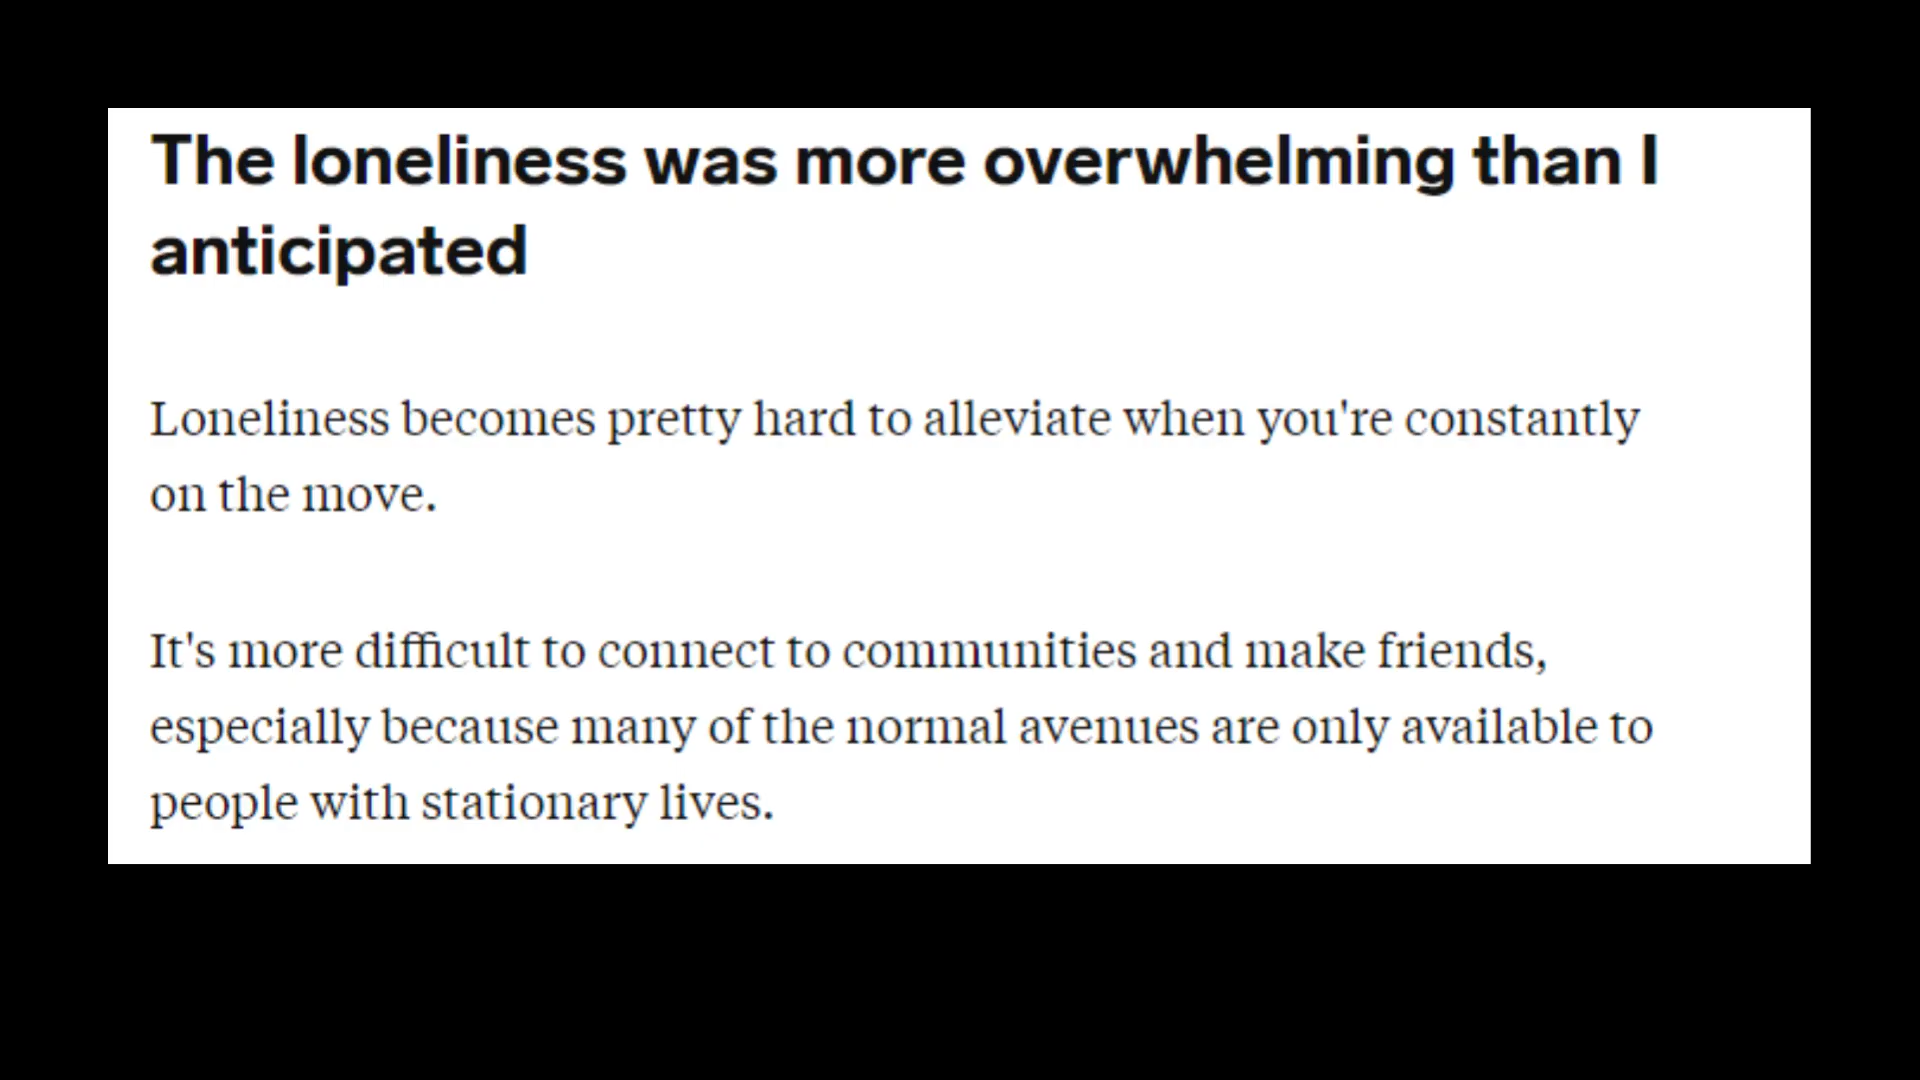 The loneliness was more overwhelming than I
anticipated
Loneliness becomes pretty hard to alleviate when you're constantly
on the move.
It's more difficult to connect to communities and make friends,
especially because many of the normal avenues are only available to
people with stationary lives.